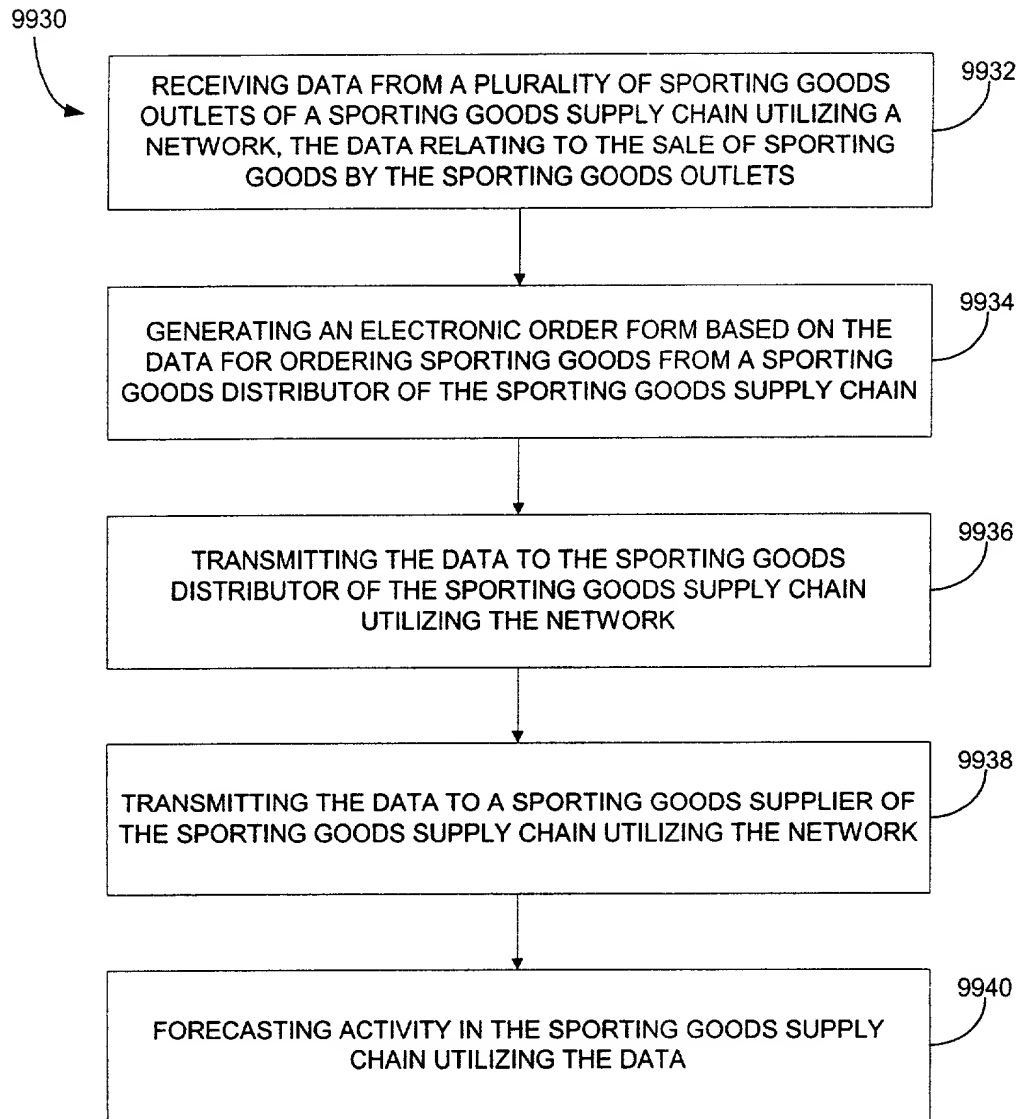 9930
RECEIVING DATA FROM A PLURALITY OF SPORTING GOODS
OUTLETS OF A SPORTING GOODS SUPPLY CHAIN UTILIZING A
NETWORK, THE DATA RELATING TO THE SALE OF SPORTING
GOODS BY THE SPORTING GOODS OUTLETS
9932
GENERATING AN ELECTRONIC ORDER FORM BASED ON THE
DATA FOR ORDERING SPORTING GOODS FROM A SPORTING
GOODS DISTRIBUTOR OF THE SPORTING GOODS SUPPLY CHAIN
9934
TRANSMITTING THE DATA TO THE SPORTING GOODS
DISTRIBUTOR OF THE SPORTING GOODS SUPPLY CHAIN
UTILIZING THE NETWORK
9936
TRANSMITTING THE DATA TO A SPORTING GOODS SUPPLIER OF
THE SPORTING GOODS SUPPLY CHAIN UTILIZING THE NETWORK
9938
FORECASTING ACTIVITY IN THE SPORTING GOODS SUPPLY
CHAIN UTILIZING THE DATA
9940